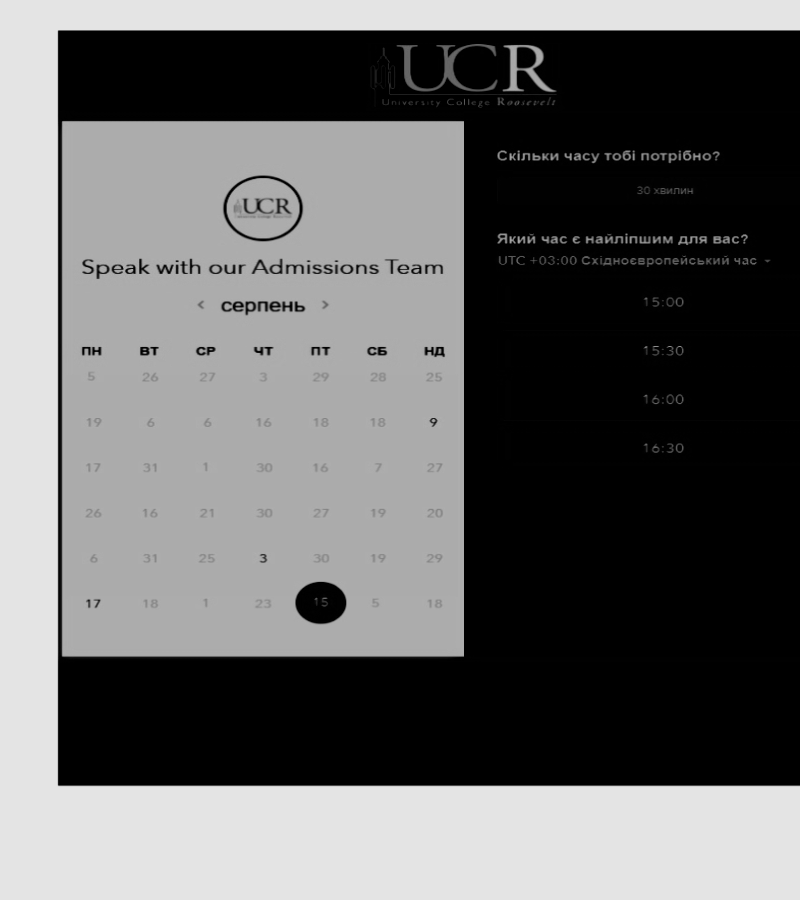 UCR
University College Roosevelt
UCR
Speak with our Admissions Team
< серпень >
ПН ВТ СР ЧТ ПТ СБ НД
5 26 27 3 29 28 25
19 6 6 16 18 18 9
17 31 1 30 16 7 27
26 16 21 30 27 19 20
6 31 25 3 30 19 29
17 18 1 23 15 5 18
Скільки часу тобі потрібно?
30 хвилин
Який час є найліпшим для вас?
UTC +03:00 Східноєвропейський час
15:00
15:30
16:00
16:30